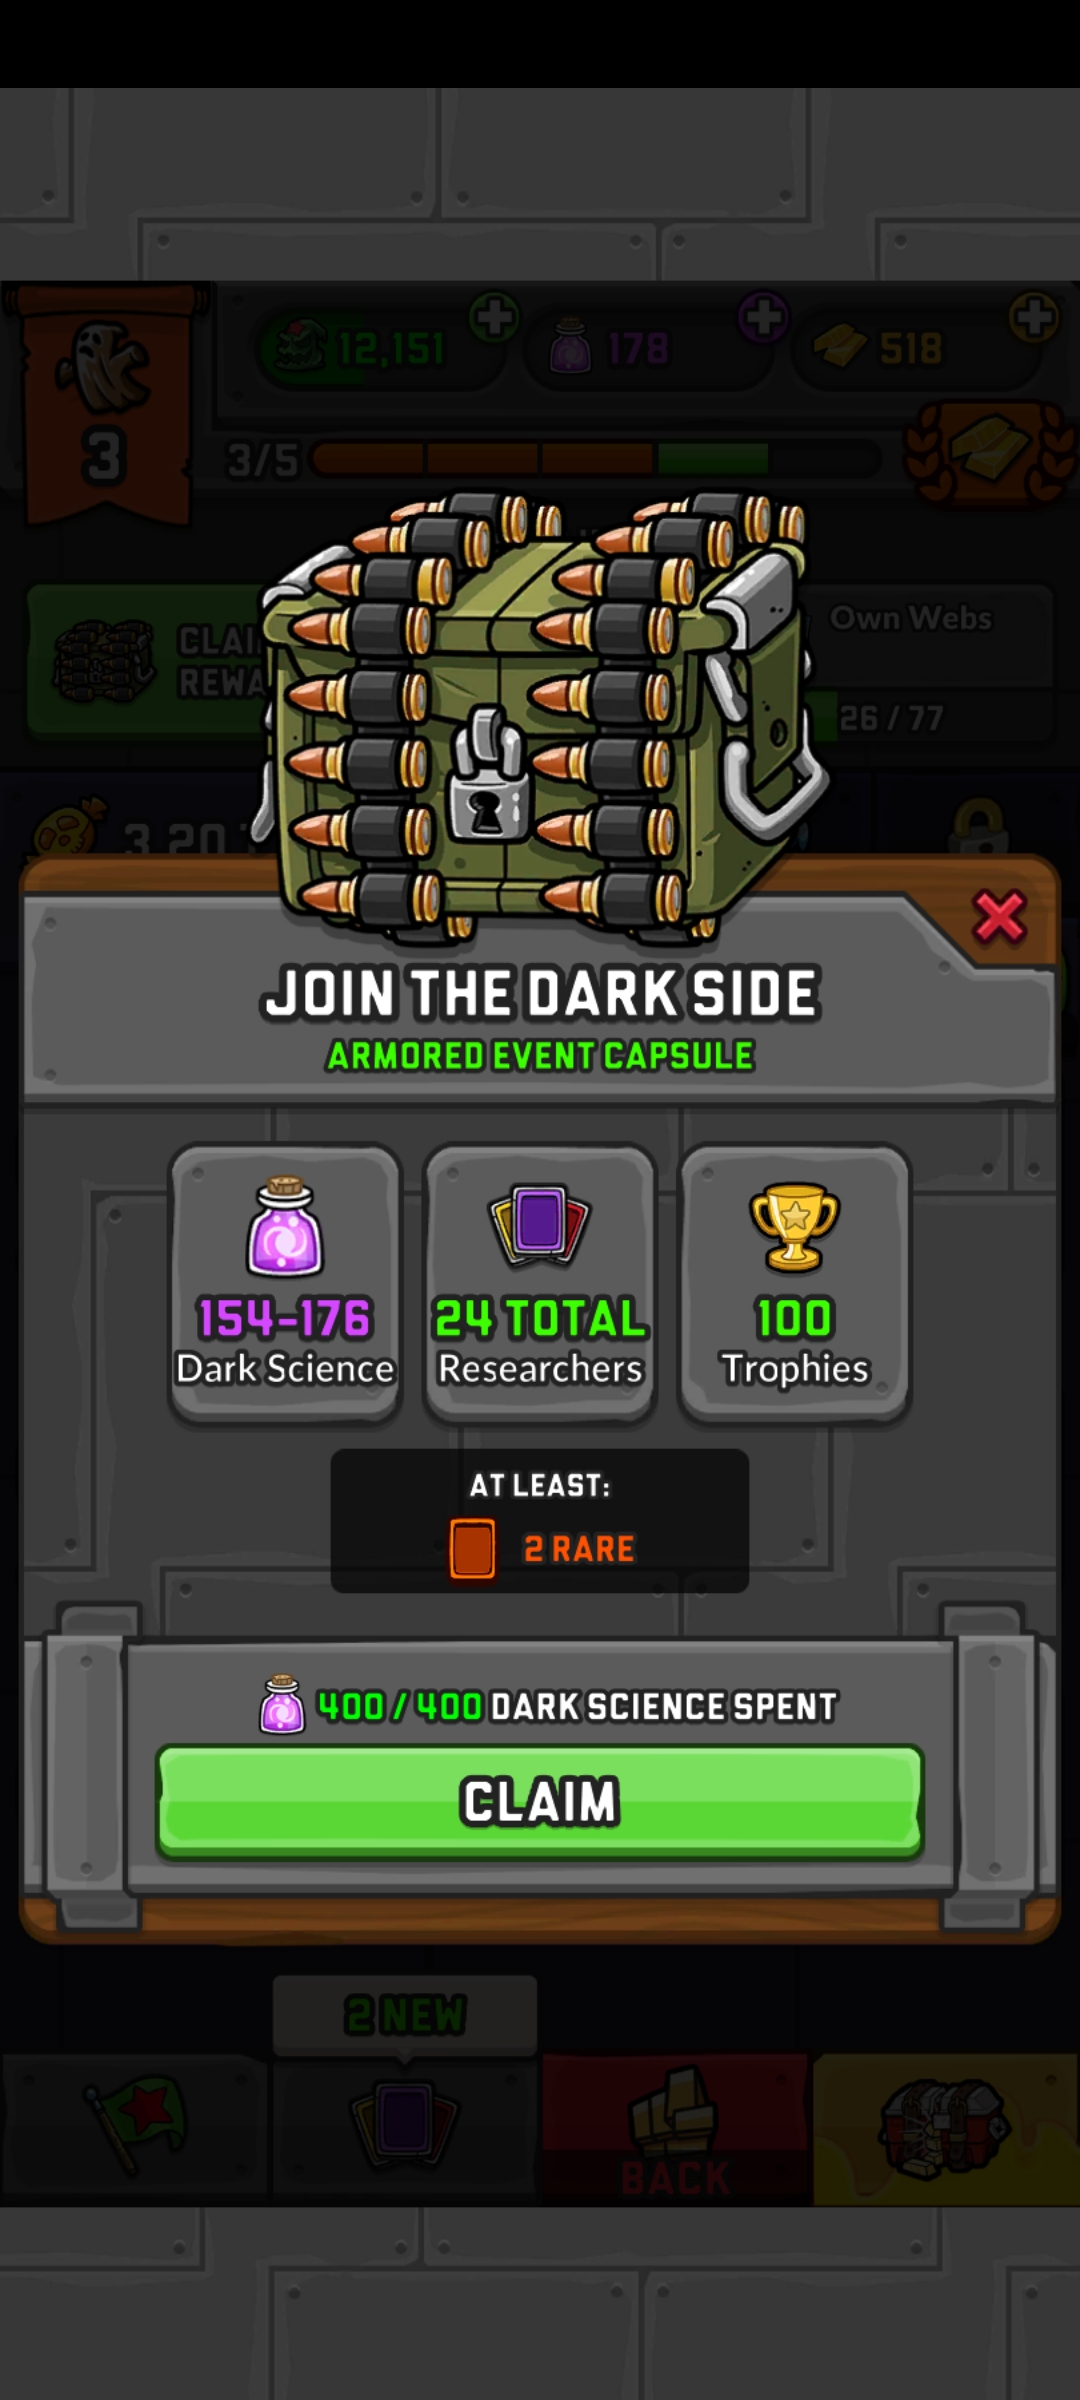 12,151
178
518
3
3/5
CLAI
REWA
Own Webs
26 / 77
3.20
JOIN THE DARK SIDE
ARMORED EVENT CAPSULE
154-176
Dark Science
24 TOTAL
Researchers
100
Trophies
AT LEAST:
2 RARE
400 / 400 DARK SCIENCE SPENT
CLAIM
2 NEW
BACK